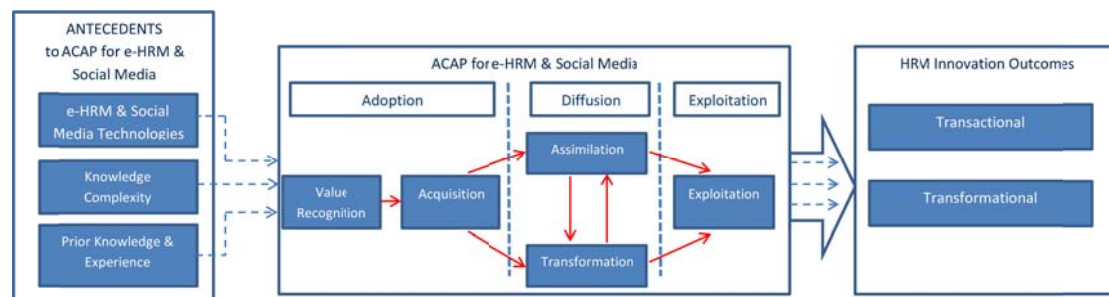 ANTECEDENTS
to ACAP for e-HRM &
Social Media
e-HRM & Social
Media Technologies
Knowledge
Complexity
Prior Knowledge &
Experience
ACAP for e-HRM & Social Media
Adoption
Diffusion
Exploitation
Value
Recognition
Acquisition
Assimilation
Transformation
Exploitation
HRM Innovation Outcomes
Transactional
Transformational